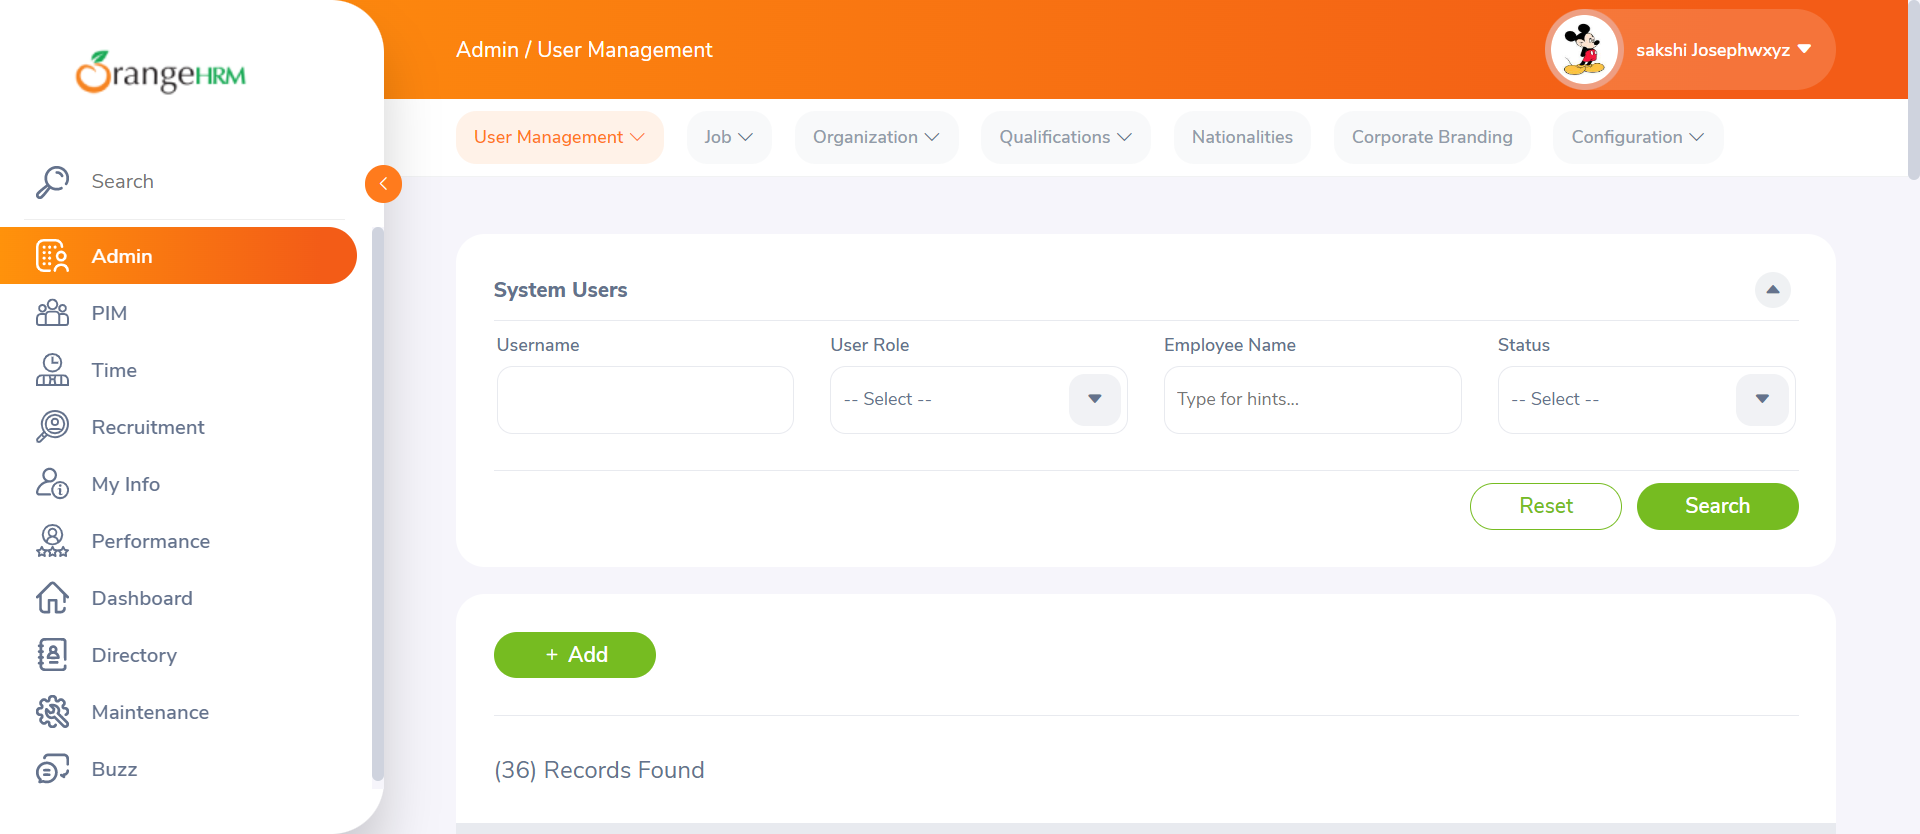 OrangeHRM
Search
Admin
PIM
Time
Recruitment
My Info
Performance
Dashboard
Directory
Maintenance
Buzz
Admin / User Management
sakshi Josephwxyz
User Management
Job
Organization
Qualifications
Nationalities
Corporate Branding
Configuration
System Users
Username
User Role
Employee Name
Status
-- Select --
Type for hints...
-- Select --
Reset
Search
+ Add
(36) Records Found